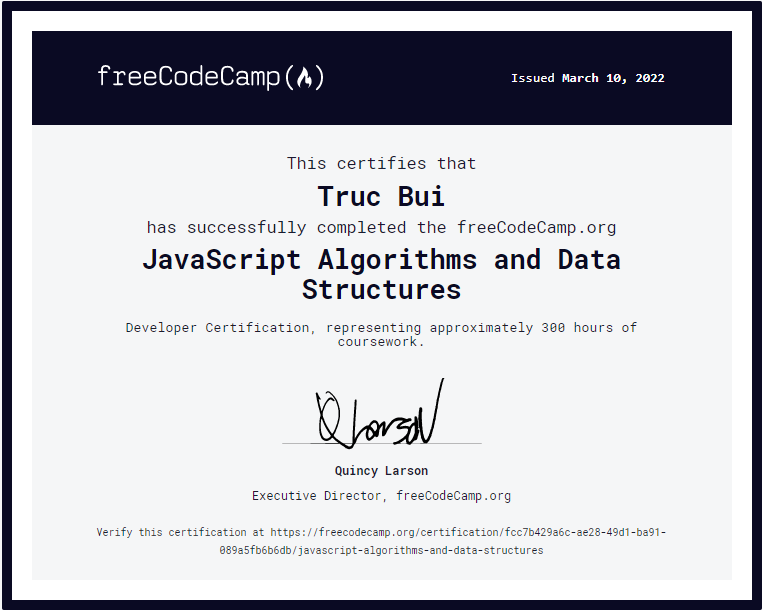 freeCodeCamp
Issued March 10, 2022
This certifies that
Truc Bui
has successfully completed the freeCodeCamp.org
JavaScript Algorithms and Data
Structures
Developer Certification, representing approximately 300 hours of
coursework.
Q Larson
Quincy Larson
Executive Director, freeCodeCamp.org
Verify this certification at https://freecodecamp.org/certification/fcc7b429a6c-ae28-49d1-ba91-
089a5fb6b6db/javascript-algorithms-and-data-structures